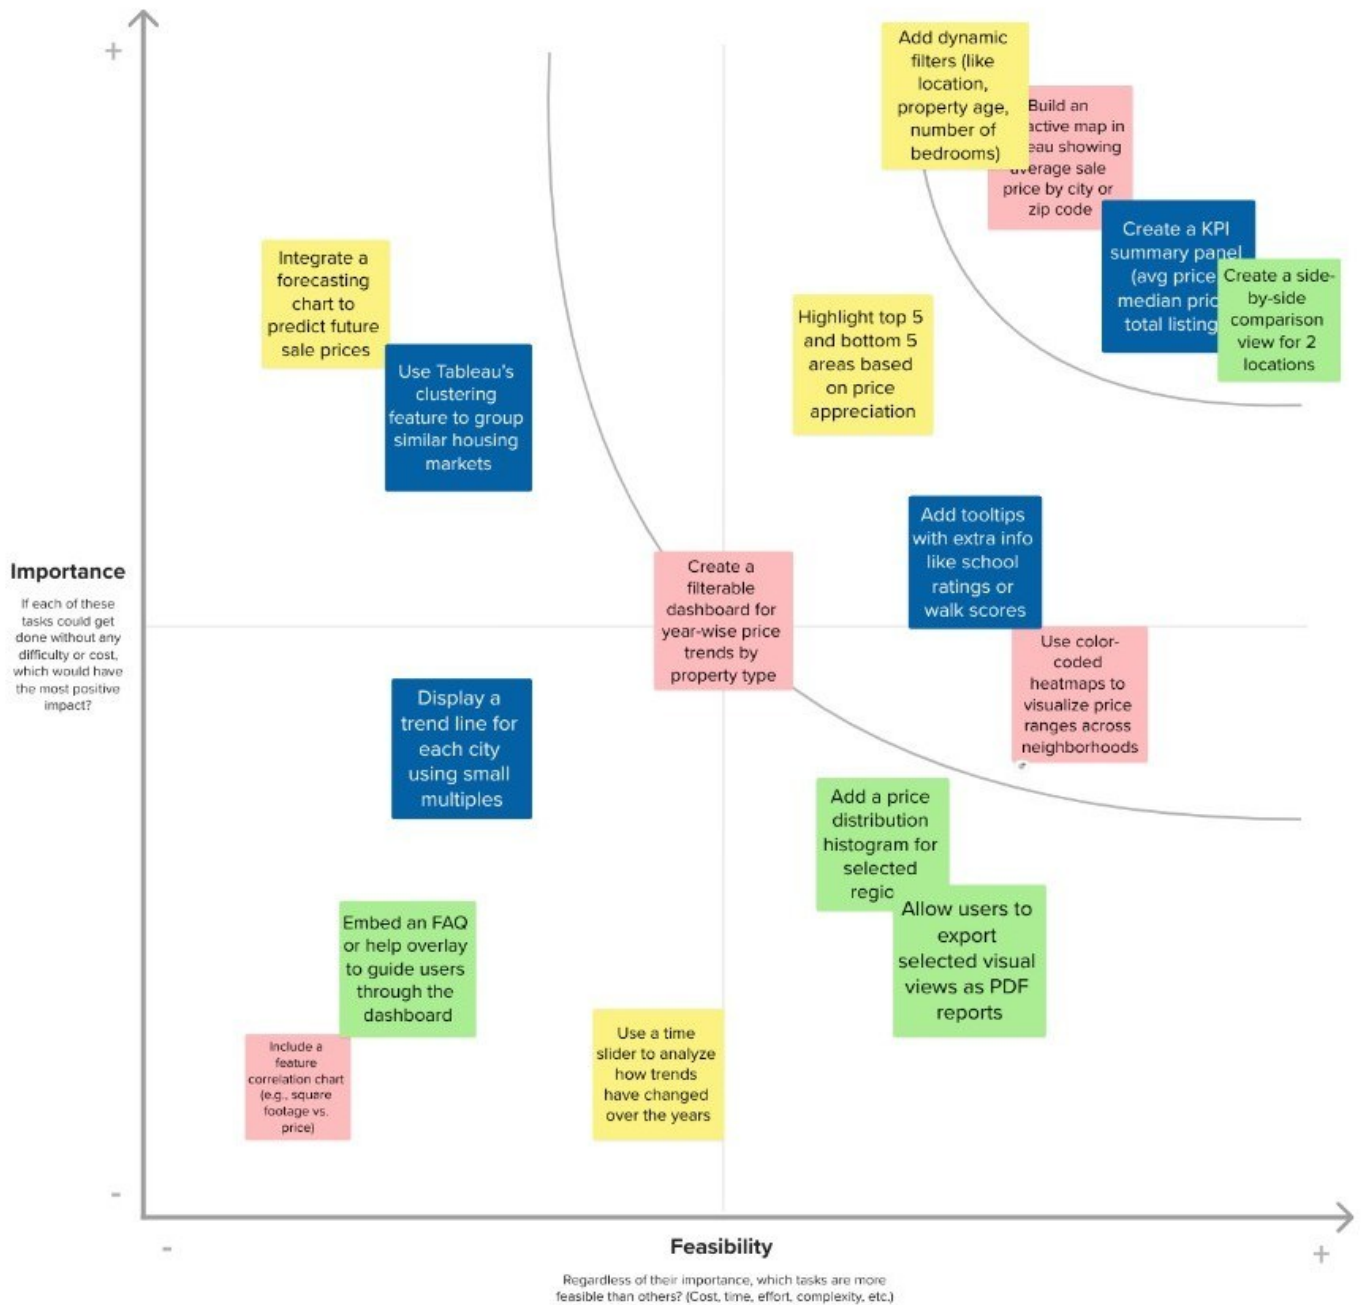 +
Add dynamic
filters (like
location,
property age,
number of
bedrooms)
Build an
active map in
eau showing
average sale
price by city or
zip code
Create a KPI
summary panel
(avg price
median pric
total listing
Create a side-
by-side
comparison
view for 2
locations
Integrate a
forecasting
chart to
predict future
sale prices
Highlight top 5
and bottom 5
areas based
on price
appreciation
Use Tableau's
clustering
feature to group
similar housing
markets
Add tooltips
with extra info
like school
ratings or
walk scores
Importance
If each of these
tasks could get
done without any
difficulty or cost,
which would have
the most positive
impact?
Create a
filterable
dashboard for
year-wise price
trends by
property type
Use color-
coded
heatmaps to
visualize price
ranges across
neighborhoods
Display a
trend line for
each city
using small
multiples
Add a price
distribution
histogram for
selected
regio
Allow users to
export
selected visual
views as PDF
reports
Embed an FAQ
or help overlay
to guide users
through the
dashboard
Include a
feature
correlation chart
(e.g., square
footage vs.
price)
Use a time
slider to analyze
how trends
have changed
over the years
-
-
Feasibility
+
Regardless of their importance, which tasks are more
feasible than others? (Cost, time, effort, complexity, etc.)